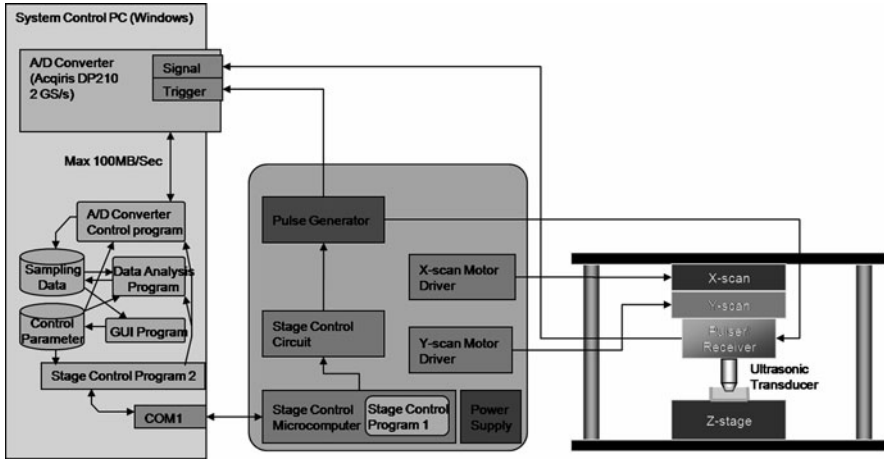 System Control PC (Windows)
A/D Converter
(Acqiris DP210
2 GS/s)
Signal
Trigger
Max 100MB/Sec
A/D Converter
Control program
Sampling
Data
Data Analysis
Program
Control
Parameter
GUI Program
Stage Control Program 2
COM1
Pulse Generator
X-scan Motor
Driver
Stage Control
Circuit
Y-scan Motor
Driver
Stage Control
Microcomputer
Stage Control
Program 1
Power
Supply
X-scan
Y-scan
Pulser/
Receiver
Ultrasonic
Transducer
Z-stage